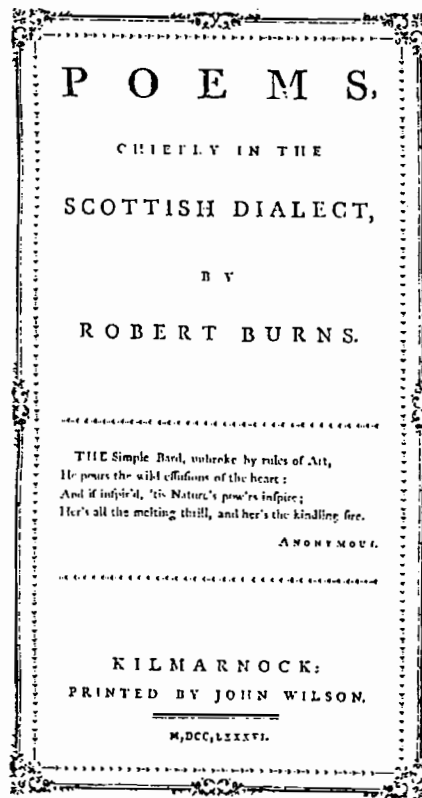 POEMS,
CHIEFLY IN THE
SCOTTISH DIALECT,
BY
ROBERT BURNS.
THE Simple Bard, unbroke by rules of Art,
He pours the wild effusions of the heart:
And if inspir'd, 'tis Nature's pow'rs inspire;
Her's all the melting thrill, and her's the kindling fire.
ANONYMOUS.
KILMARNOCK:
PRINTED BY JOHN WILSON.
M,DCC,LXXXVI.